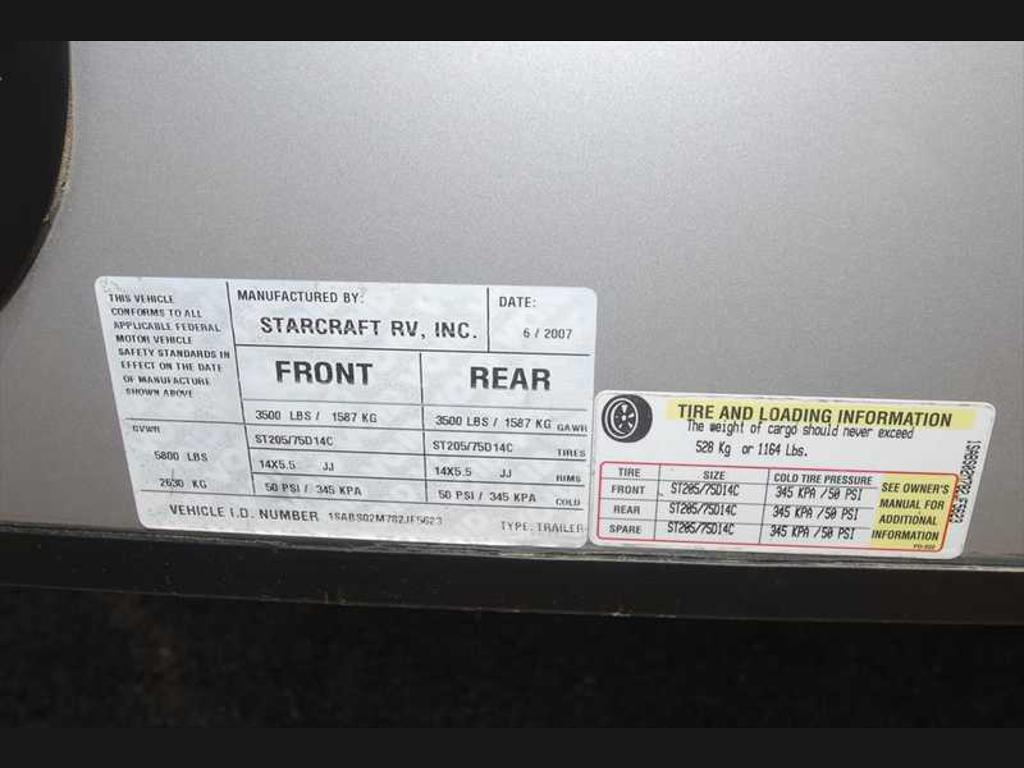 THIS VEHICLE
CONFORMS TO ALL
APPLICABLE FEDERAL
MOTOR VEHICLE
SAFETY STANDARDS IN
EFFECT ON THE DATE
OF MANUFACTURE
SHOWN ABOVE
MANUFACTURED BY:
STARCRAFT RV, INC.
DATE:
6 / 2007
FRONT REAR
GVWR
5800 LBS
2630 KG
3500 LBS / 1587 KG 3500 LBS / 1587 KG GAWR
ST205/75D14C ST205/75D14C TIRES
14X5.5 JJ 14X5.5 JJ RIMS
50 PSI / 345 KPA 50 PSI / 345 KPA COLD
VEHICLE I.D. NUMBER TYPE: TRAILER
TIRE AND LOADING INFORMATION
The weight of cargo should never exceed
528 Kg or 1164 Lbs.
TIRE SIZE COLD TIRE PRESSURE
FRONT ST205/75D14C 345 KPA /50 PSI
REAR ST205/75D14C 345 KPA /50 PSI
SPARE ST205/75D14C 345 KPA /50 PSI
SEE OWNER'S
MANUAL FOR
ADDITIONAL
INFORMATION